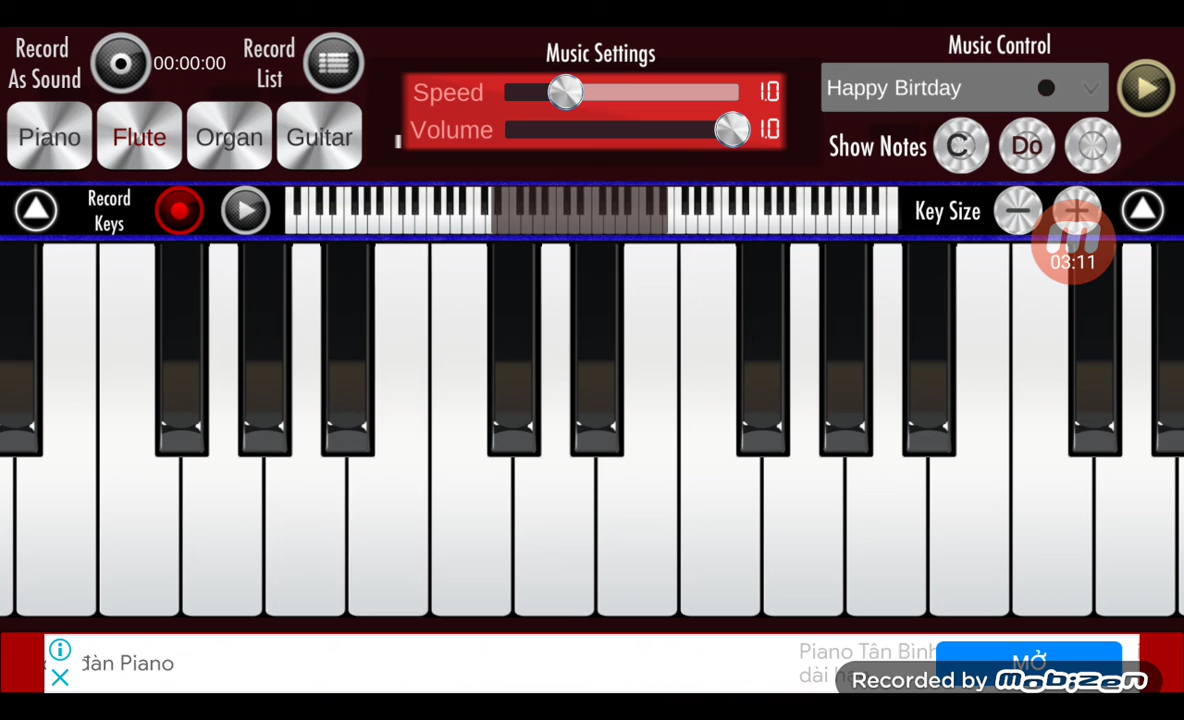 Record
As Sound
00:00:00
Record
List
Music Settings
Speed
1.0
Volume
1.0
Music Control
Happy Birtday
Show Notes
C
Do
Piano
Flute
Organ
Guitar
Record
Keys
Key Size
03:11
đàn Piano
Piano Tân Bình
dài
MỞ
Recorded by mobizen